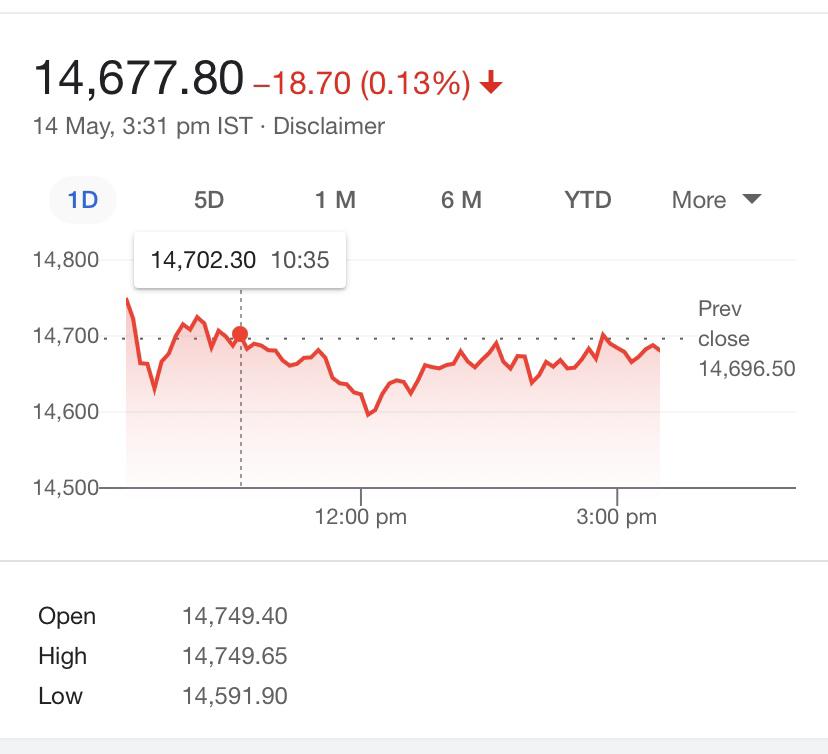 14,677.80 –18.70 (0.13%)
14 May, 3:31 pm IST · Disclaimer
1D 5D 1 M 6 M YTD More
14,702.30 10:35
14,800
14,700
14,600
14,500
Prev
close
14,696.50
12:00 pm 3:00 pm
Open 14,749.40
High 14,749.65
Low 14,591.90